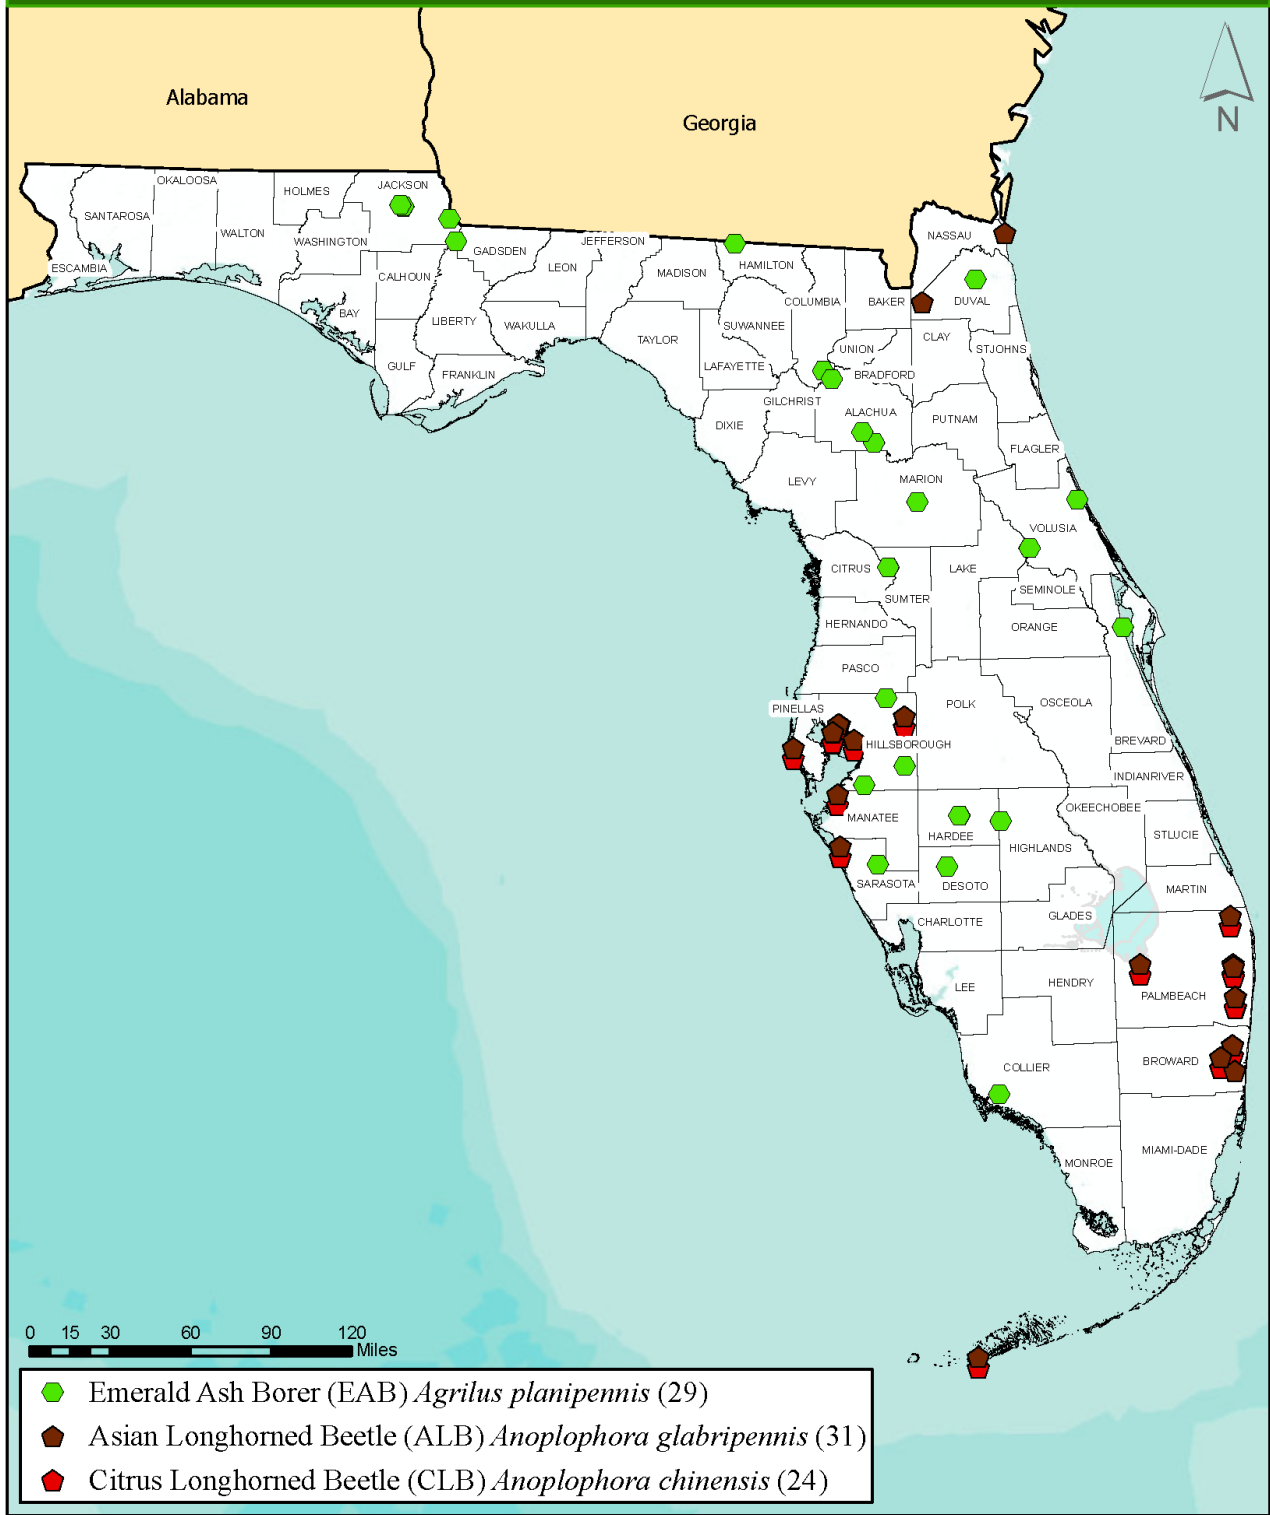 Alabama
Georgia
N
OKALOOSA
HOLMES
JACKSON
SANTAROSA
WALTON
WASHINGTON
GADSDEN
JEFFERSON
NASSAU
ESCAMBIA
CALHOUN
LEON
MADISON
HAMILTON
BAY
LIBERTY
WAKULLA
COLUMBIA
BAKER
DUVAL
TAYLOR
SUWANNEE
CLAY
GULF
FRANKLIN
LAFAYETTE
UNION
STJOHNS
BRADFORD
GILCHRIST
DIXIE
ALACHUA
PUTNAM
FLAGLER
LEVY
MARION
VOLUSIA
CITRUS
LAKE
SUMTER
SEMINOLE
HERNANDO
ORANGE
PASCO
PINELLAS
POLK
OSCEOLA
HILLSBOROUGH
BREVARD
INDIANRIVER
MANATEE
OKEECHOBEE
HARDEE
HIGHLANDS
STLUCIE
SARASOTA
DESOTO
MARTIN
CHARLOTTE
GLADES
LEE
HENDRY
PALMBEACH
COLLIER
BROWARD
MONROE
MIAMI-DADE
0 15 30 60 90 120
Miles
Emerald Ash Borer (EAB) Agrilus planipennis (29)
Asian Longhorned Beetle (ALB) Anoplophora glabripennis (31)
Citrus Longhorned Beetle (CLB) Anoplophora chinensis (24)